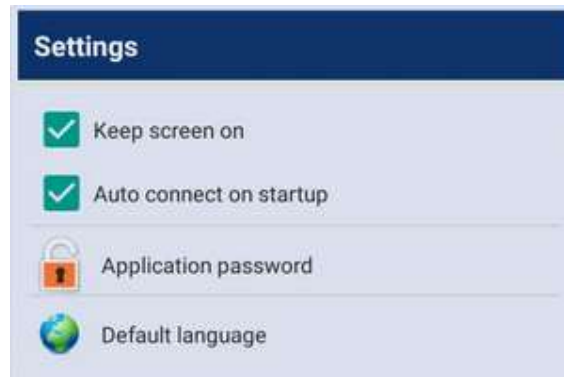 Settings
Keep screen on
Auto connect on startup
Application password
Default language